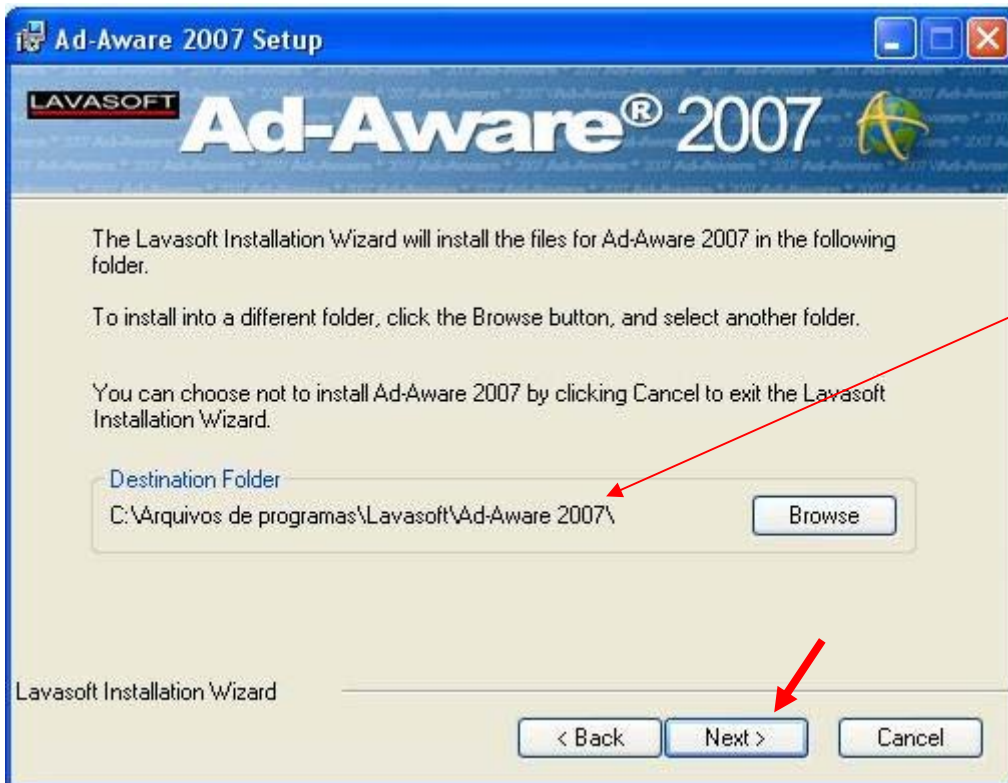 Ad-Aware 2007 Setup
LAVASOFT
Ad-Aware® 2007
The Lavasoft Installation Wizard will install the files for Ad-Aware 2007 in the following
folder.
To install into a different folder, click the Browse button, and select another folder.
You can choose not to install Ad-Aware 2007 by clicking Cancel to exit the Lavasoft
Installation Wizard.
Destination Folder
C:\Arquivos de programas\Lavasoft\Ad-Aware 2007\
Browse
Lavasoft Installation Wizard
< Back
Next >
Cancel